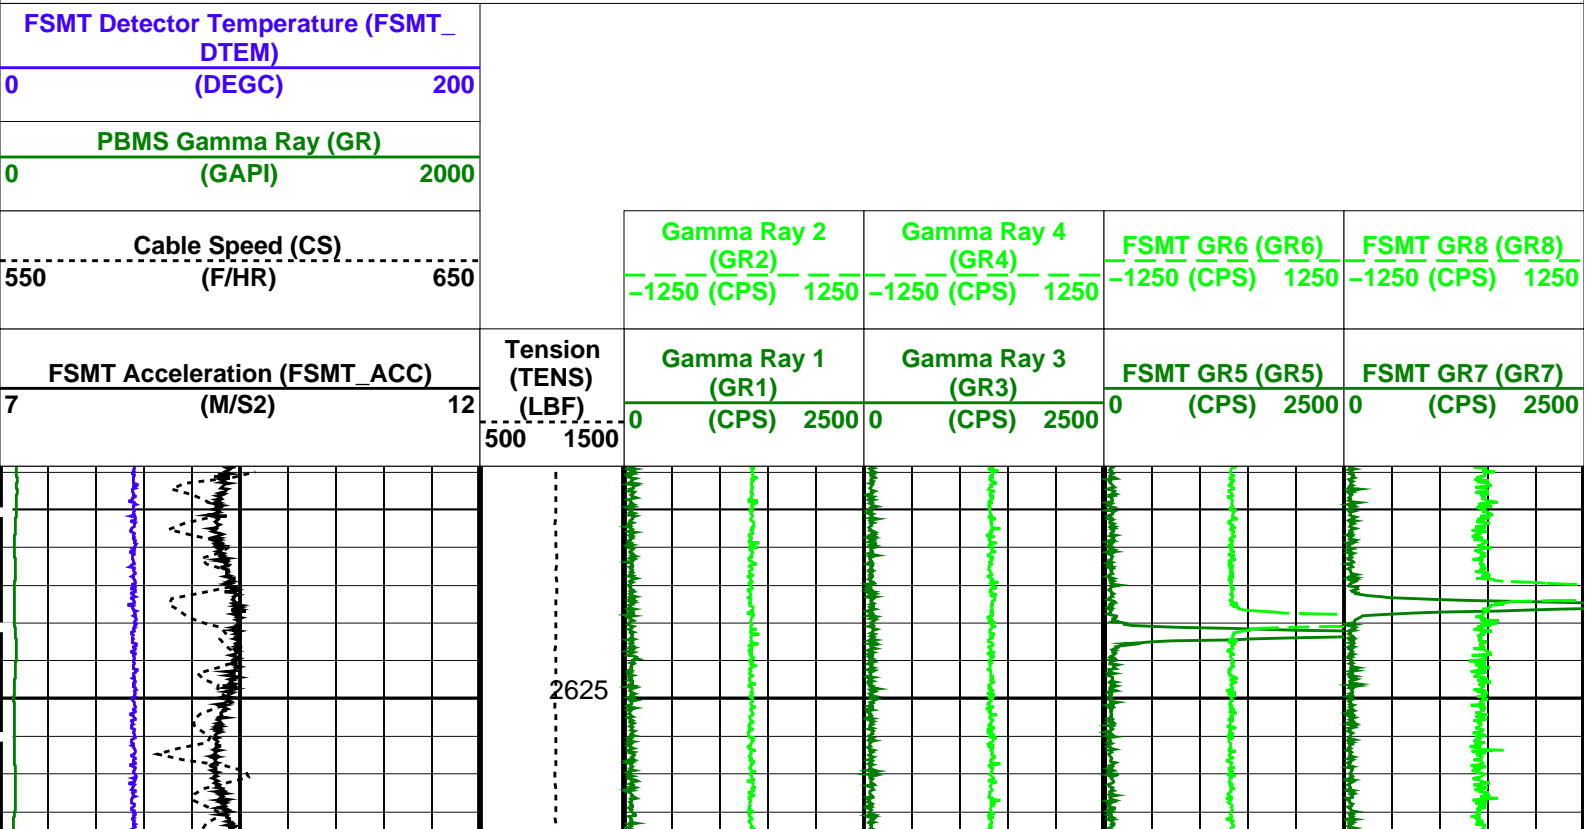 FSMT Detector Temperature (FSMT_
DTEM)
0 (DEGC) 200
PBMS Gamma Ray (GR)
0 (GAPI) 2000
Cable Speed (CS)
550 (F/HR) 650
FSMT Acceleration (FSMT_ACC)
7 (M/S2) 12
Tension
(TENS)
(LBF)
500 1500
Gamma Ray 2
(GR2)
−1250 (CPS) 1250
Gamma Ray 1
(GR1)
0 (CPS) 2500
Gamma Ray 4
(GR4)
−1250 (CPS) 1250
Gamma Ray 3
(GR3)
0 (CPS) 2500
FSMT GR6 (GR6)
−1250 (CPS) 1250
FSMT GR5 (GR5)
0 (CPS) 2500
FSMT GR8 (GR8)
−1250 (CPS) 1250
FSMT GR7 (GR7)
0 (CPS) 2500
2625